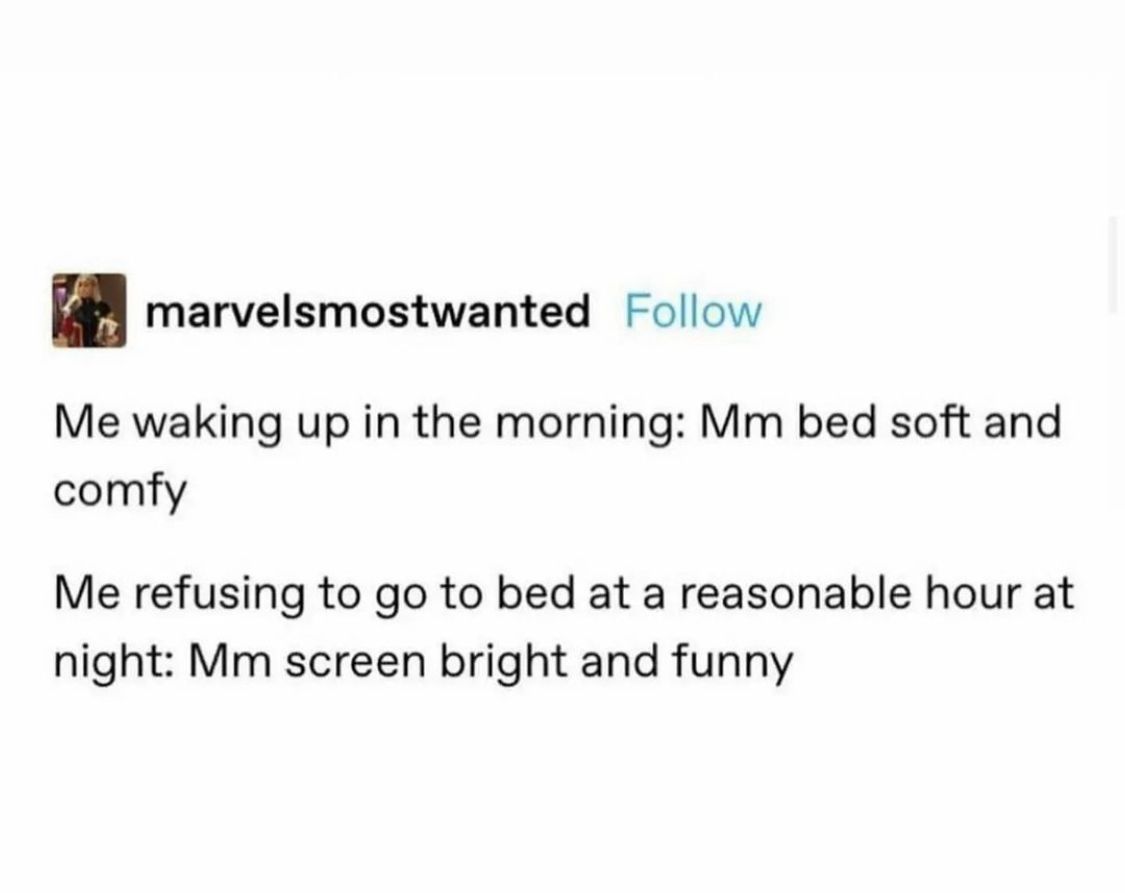 marvelsmostwanted Follow
Me waking up in the morning: Mm bed soft and
comfy
Me refusing to go to bed at a reasonable hour at
night: Mm screen bright and funny